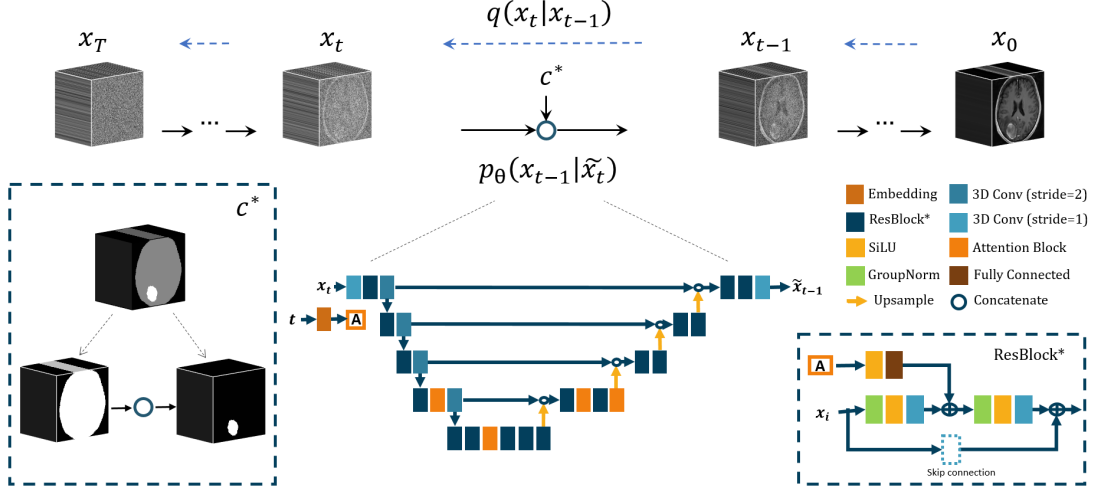 q(x_t|x_{t-1})
x_T
x_t
x_{t-1}
x_0
c*
...
...
p_θ(x_{t-1}|x̃_t)
c*
Embedding
3D Conv (stride=2)
ResBlock*
3D Conv (stride=1)
SiLU
Attention Block
GroupNorm
Fully Connected
Upsample
Concatenate
x_t
x̃_{t-1}
t
A
ResBlock*
A
x_i
Skip connection